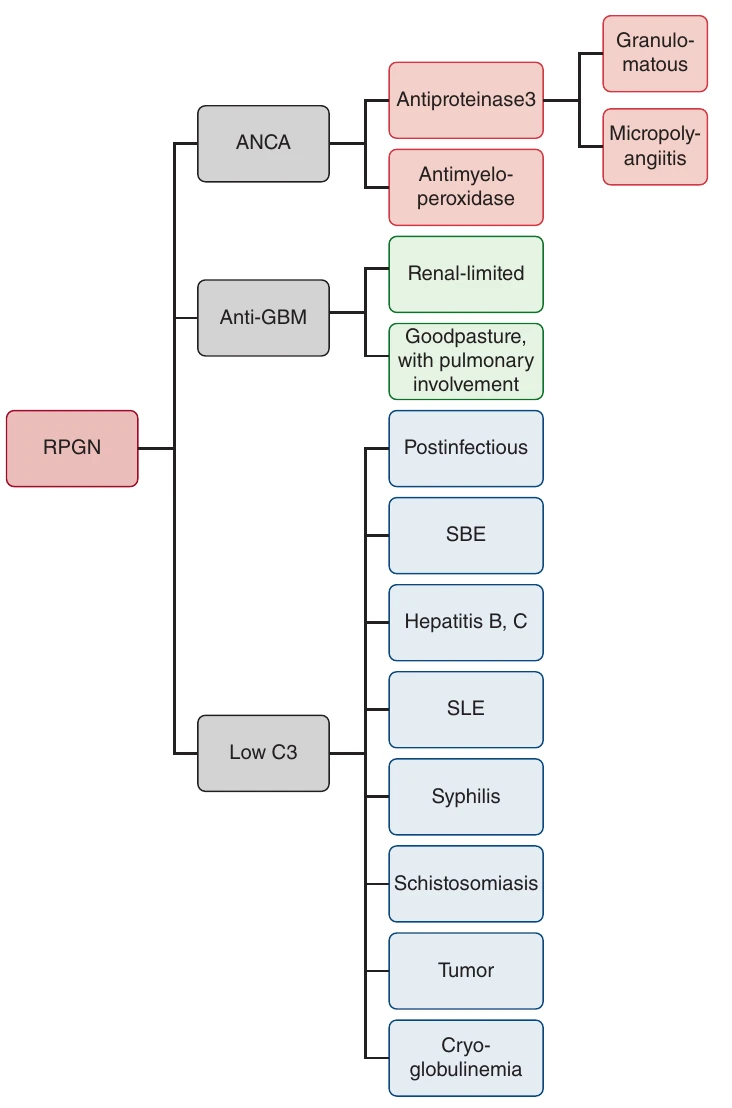 Granulo-
matous
Antiproteinase3
Micropoly-
angiitis
ANCA
Antimyelo-
peroxidase
Renal-limited
Anti-GBM
Goodpasture,
with pulmonary
involvement
RPGN
Postinfectious
SBE
Hepatitis B, C
SLE
Low C3
Syphilis
Schistosomiasis
Tumor
Cryo-
globulinemia